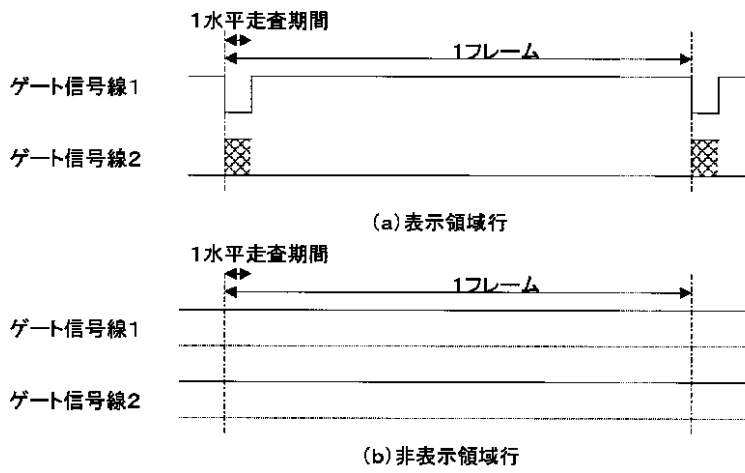 1水平走査期間
1フレーム
ゲート信号線1
ゲート信号線2
(a)表示領域行
1水平走査期間
1フレーム
ゲート信号線1
ゲート信号線2
(b)非表示領域行